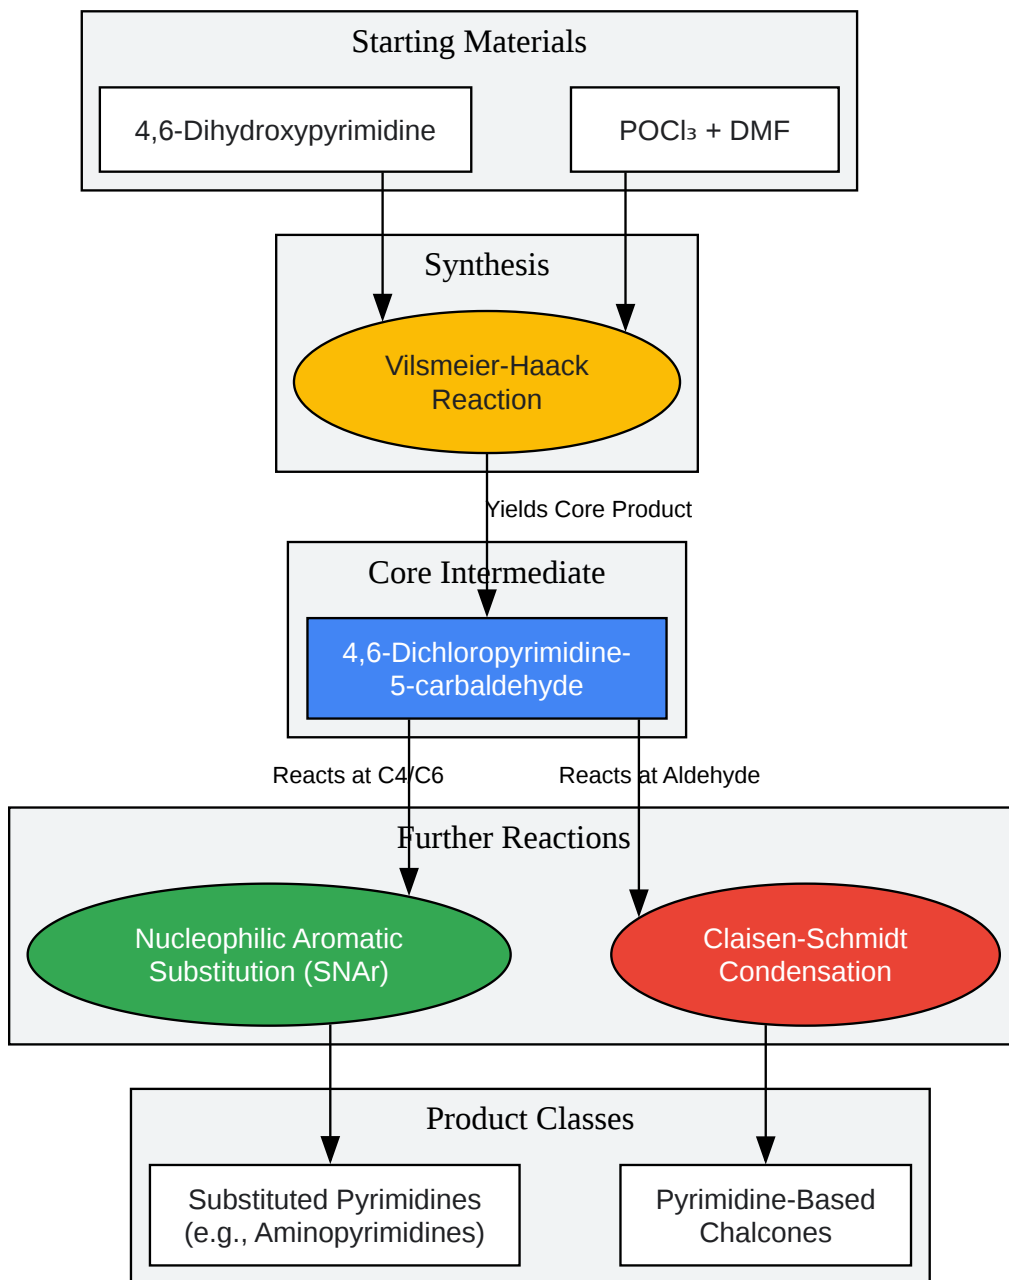 Starting Materials
4,6-Dihydroxypyrimidine
POCl₃ + DMF
Synthesis
Vilsmeier-Haack
Reaction
Yields Core Product
Core Intermediate
4,6-Dichloropyrimidine-
5-carbaldehyde
Reacts at C4/C6
Reacts at Aldehyde
Further Reactions
Nucleophilic Aromatic
Substitution (SNAr)
Claisen-Schmidt
Condensation
Product Classes
Substituted Pyrimidines
(e.g., Aminopyrimidines)
Pyrimidine-Based
Chalcones